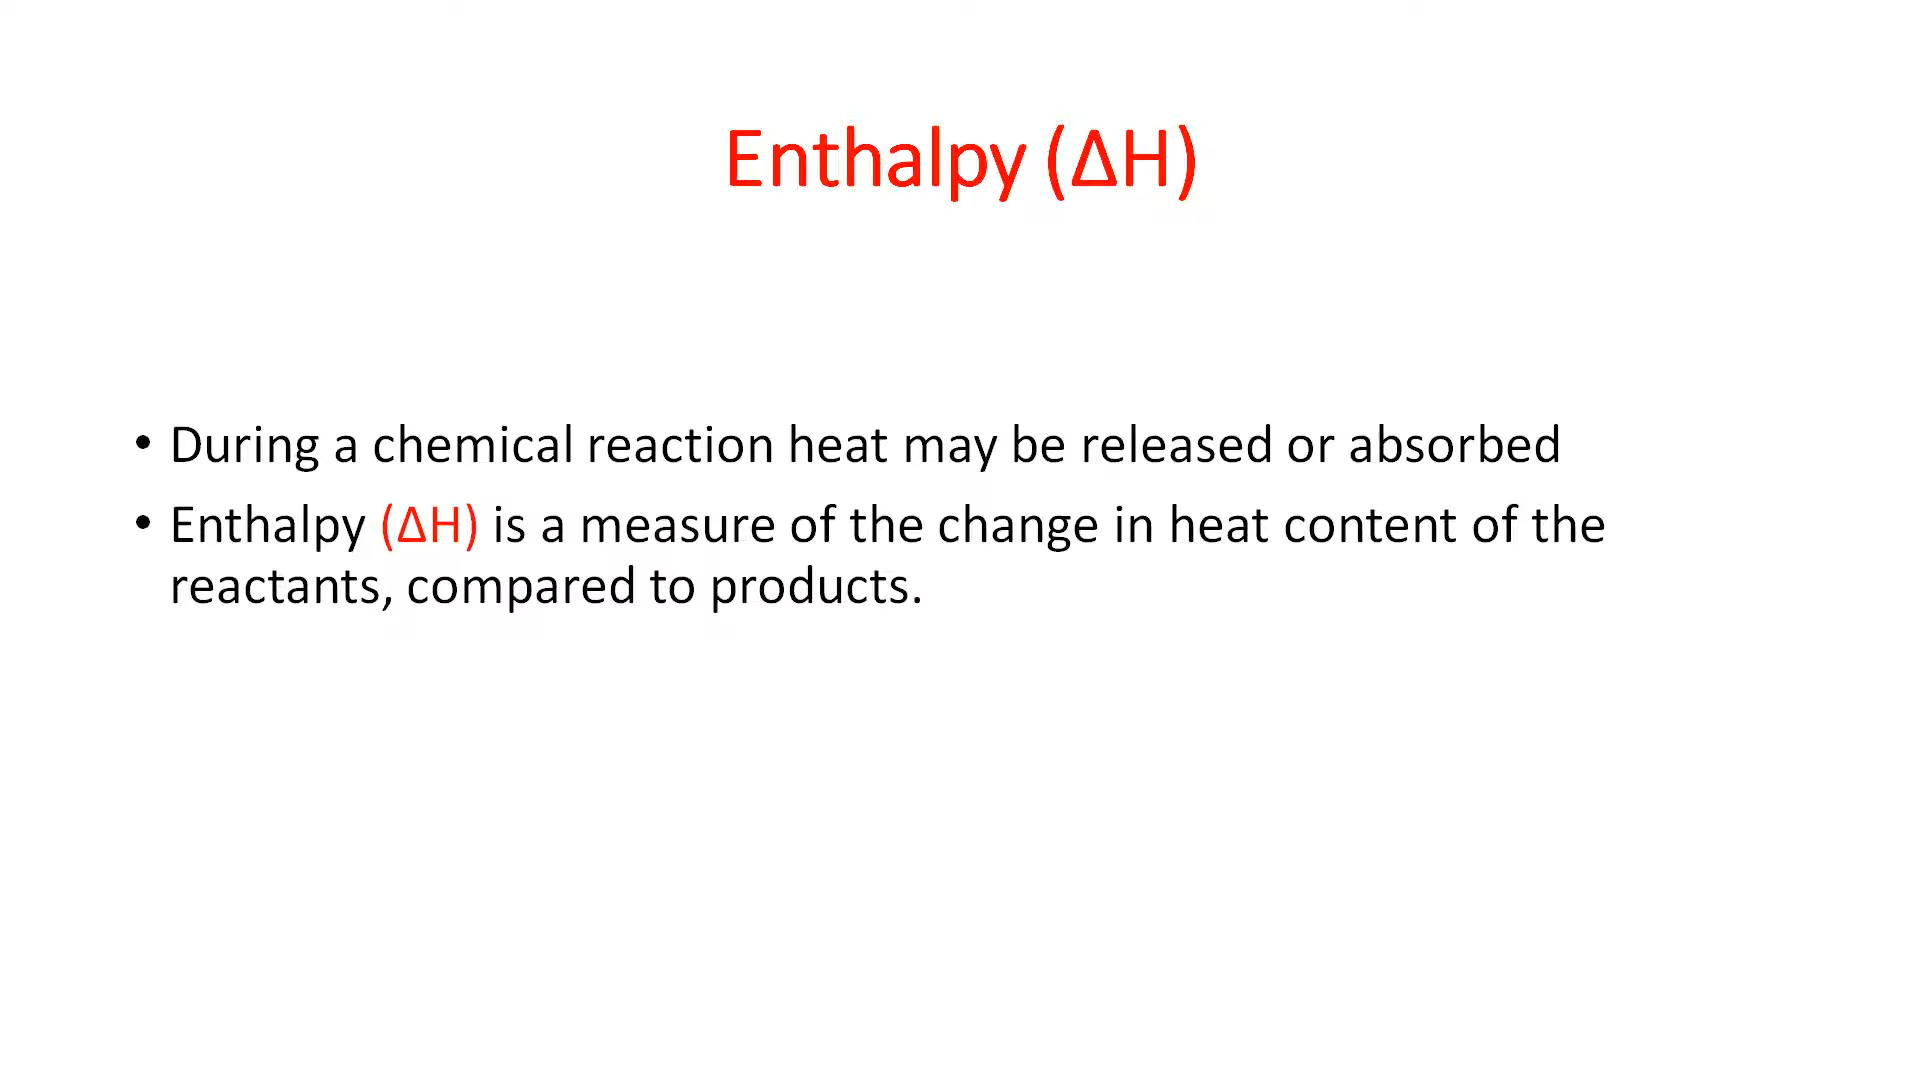 Enthalpy (ΔH)
• During a chemical reaction heat may be released or absorbed
• Enthalpy (ΔH) is a measure of the change in heat content of the
reactants, compared to products.